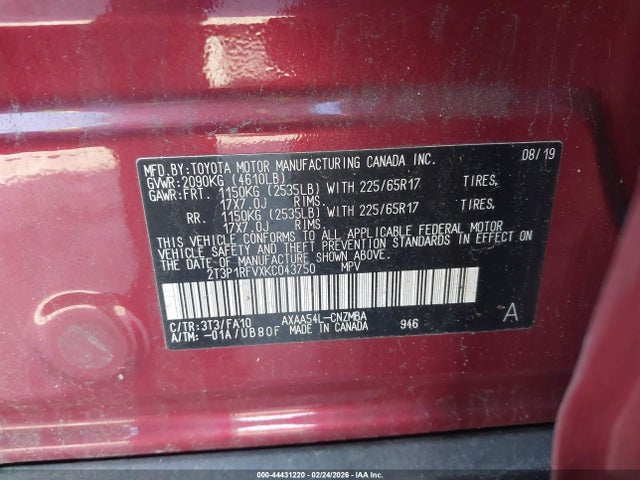 MFD.BY:TOYOTA MOTOR MANUFACTURING CANADA INC. 08/19
GVWR:2090KG (4610LB)
GAWR:FRT. 1150KG (2535LB) WITH 225/65R17 TIRES,
17X7.0J RIMS.
RR. 1150KG (2535LB) WITH 225/65R17 TIRES,
17X7.0J RIMS.
THIS VEHICLE CONFORMS TO ALL APPLICABLE FEDERAL MOTOR
VEHICLE SAFETY AND THEFT PREVENTION STANDARDS IN EFFECT ON
THE DATE OF MANUFACTURE SHOWN ABOVE.
2T3P1RFVXKC043750 MPV
A
C/TR:3T3/FA10 AXAA54L-CNZMBA 946
A/TM:-01A/UB80F MADE IN CANADA
000-44431220 - 02/24/2026 - IAA